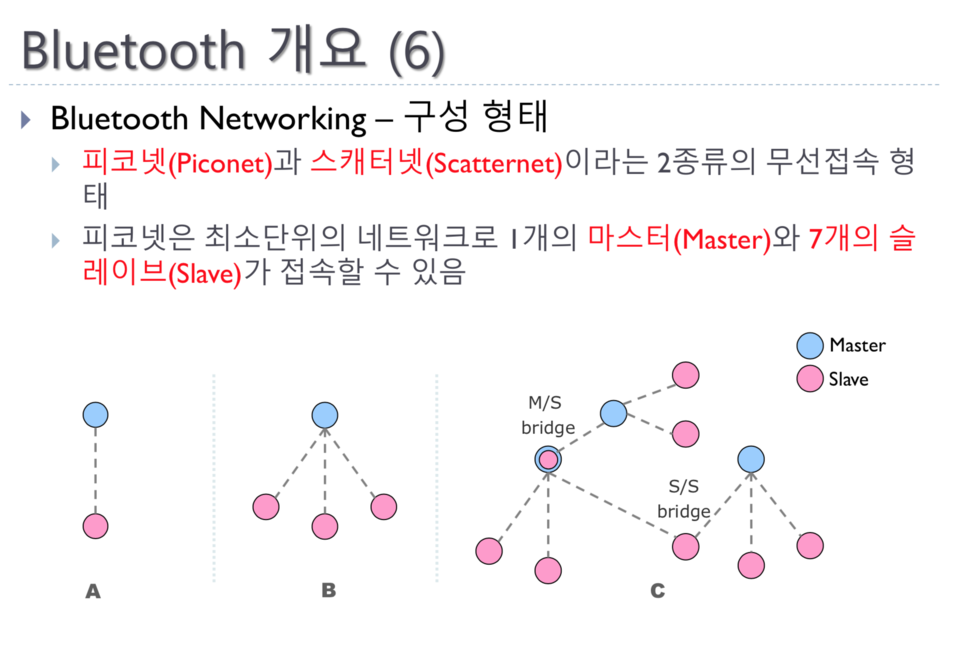 Bluetooth 개요 (6)
Bluetooth Networking – 구성 형태
피코넷(Piconet)과 스캐터넷(Scatternet)이라는 2종류의 무선접속 형
태
피코넷은 최소단위의 네트워크로 1개의 마스터(Master)와 7개의 슬
레이브(Slave)가 접속할 수 있음
Master
Slave
M/S
bridge
S/S
bridge
A
B
C